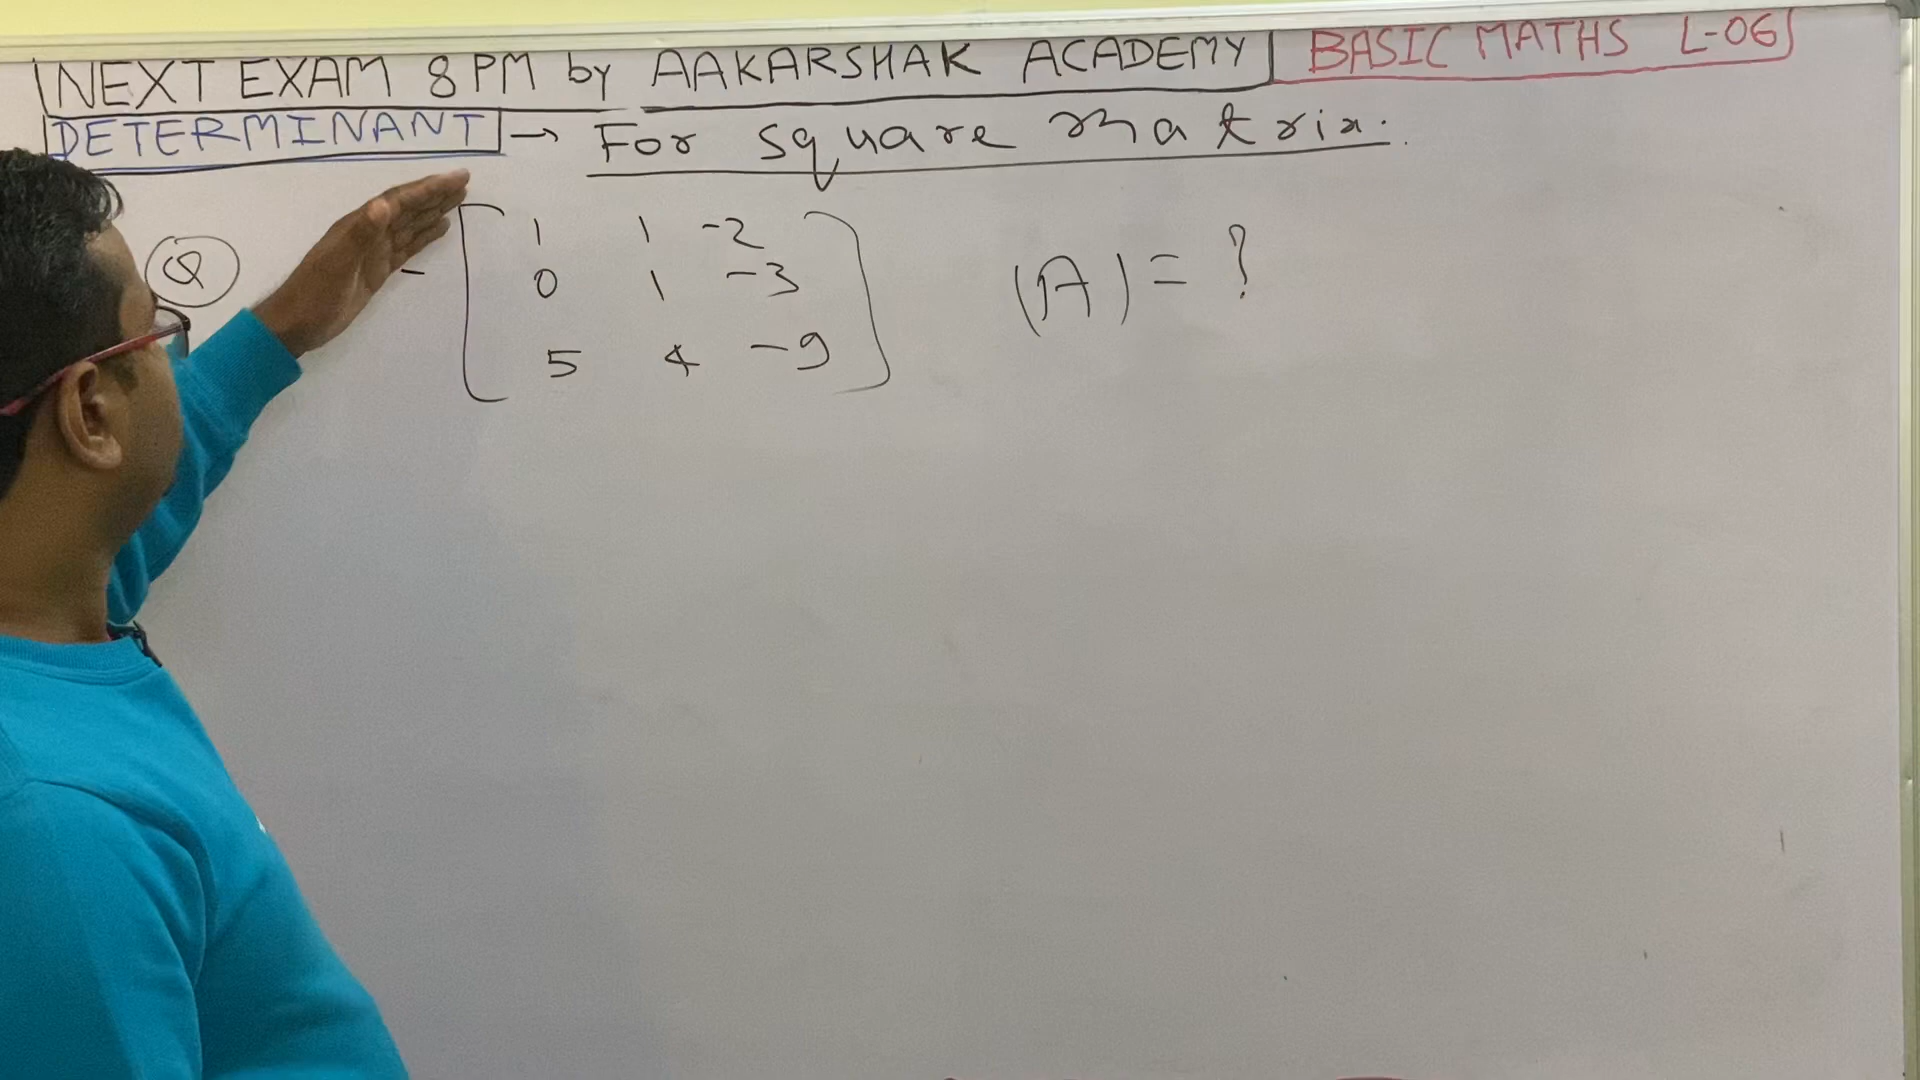 NEXT EXAM 8 PM by AAKARSHAK ACADEMY BASIC MATHS L-06
DETERMINANT → For square matrix.
Q
1 1 -2
0 1 -3
5 4 -9
|A| = ?